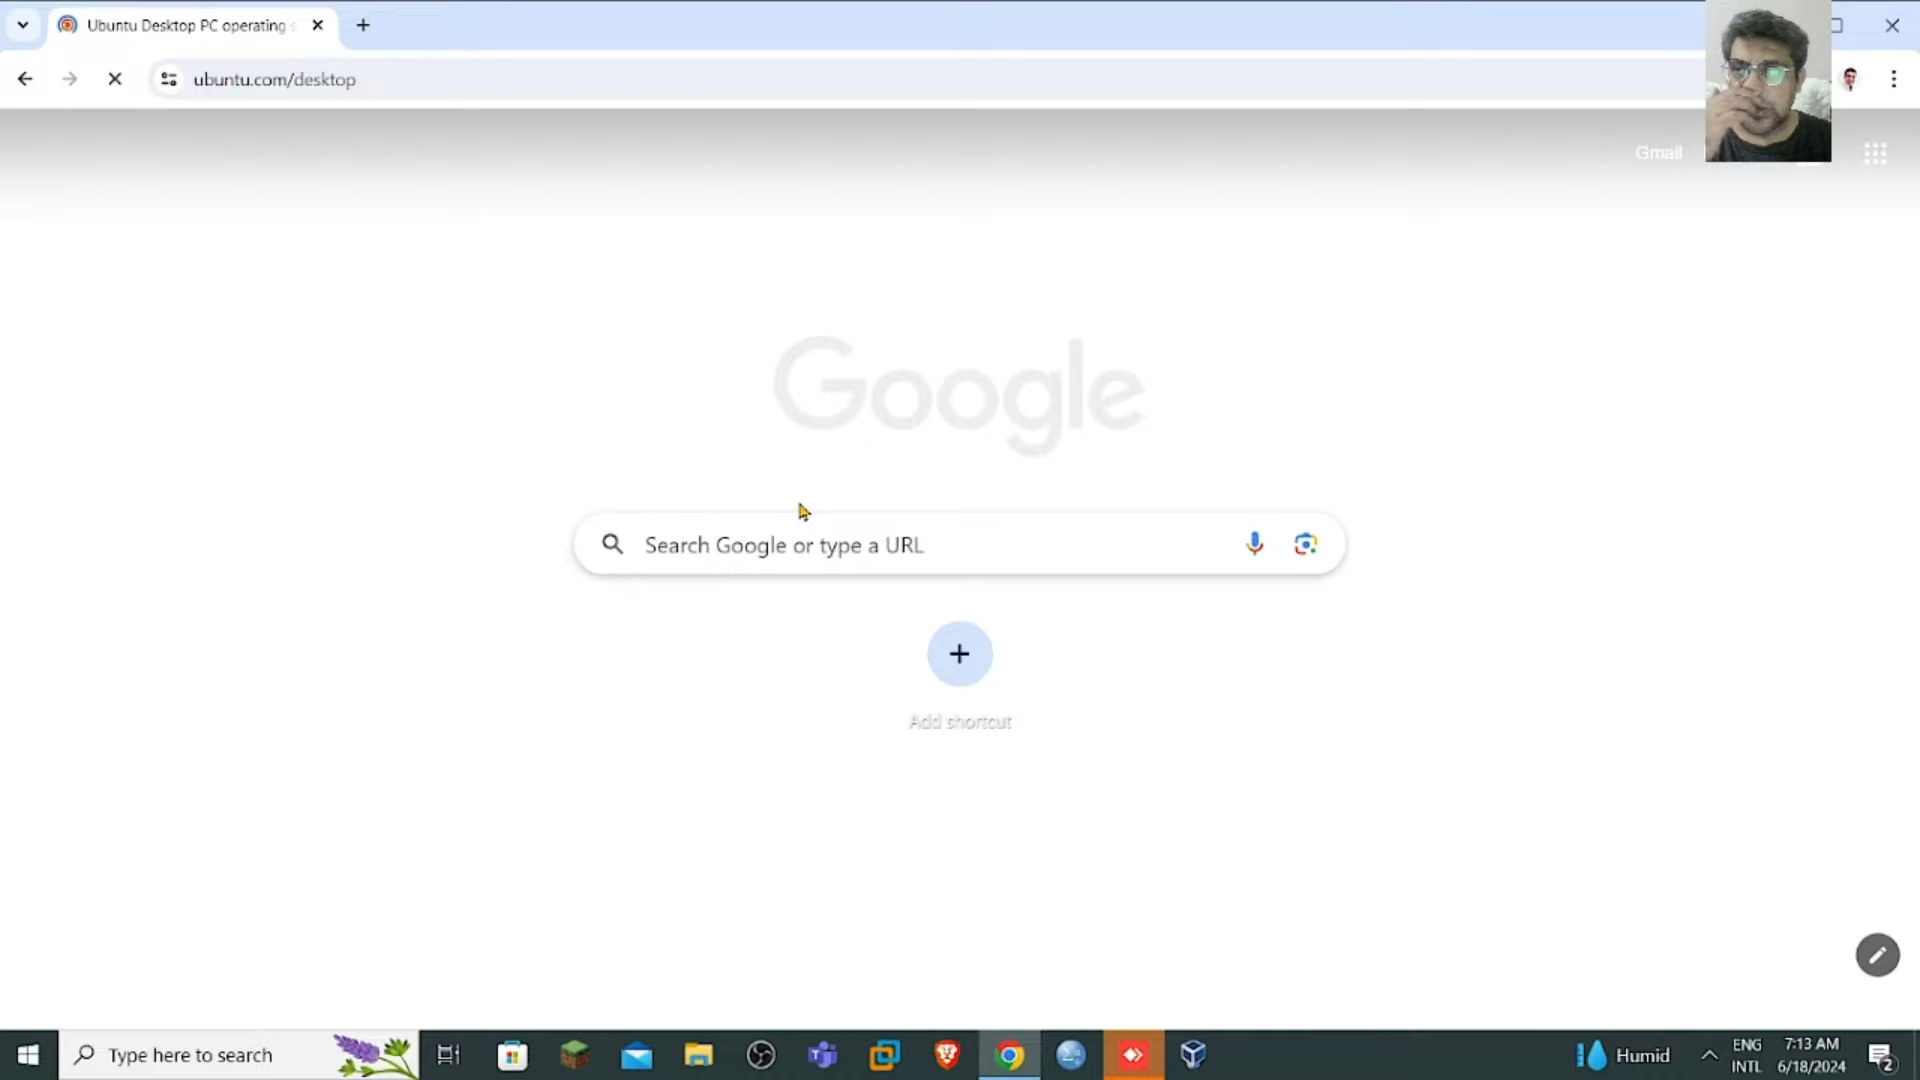 Ubuntu Desktop PC operating s
ubuntu.com/desktop
Gmail
Google
Search Google or type a URL
Add shortcut
Type here to search
Humid
ENG
INTL
7:13 AM
6/18/2024
2